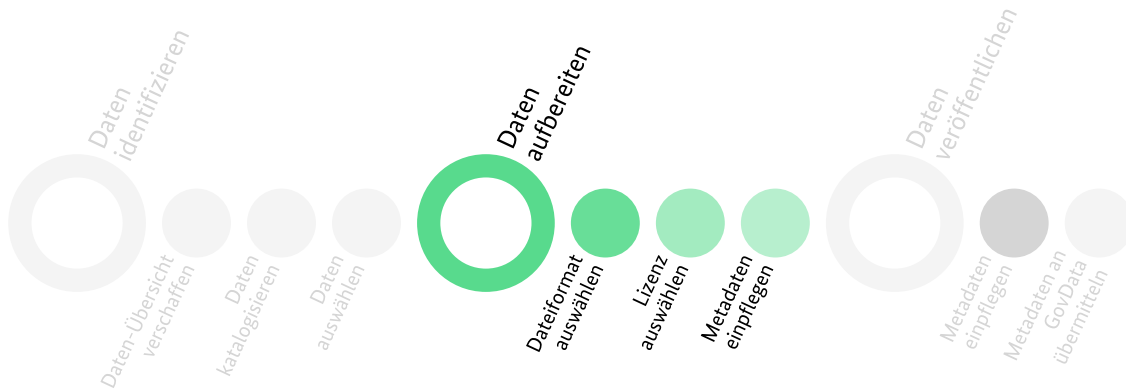 Daten
identifizieren
Daten-Übersicht
verschaffen
Daten
katalogisieren
Daten
auswählen
Daten
aufbereiten
Dateiformat
auswählen
Lizenz
auswählen
Metadaten
einpflegen
Daten
veröffentlichen
Metadaten
einpflegen
Metadaten an
GovData
übermitteln